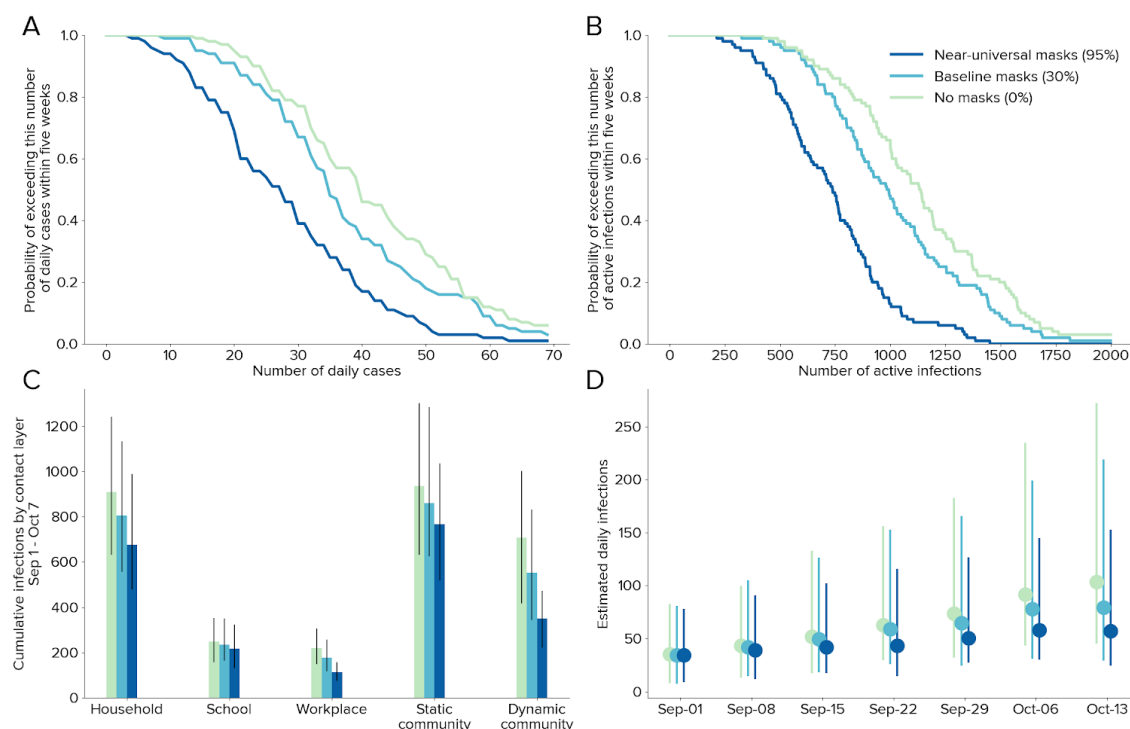 A
Probability of exceeding this number
of daily cases within five weeks
1.0
0.8
0.6
0.4
0.2
0.0
0
10
20
30
40
50
60
70
Number of daily cases
B
Probability of exceeding this number
of active infections within five weeks
1.0
0.8
0.6
0.4
0.2
0.0
0
250
500
750
1000
1250
1500
1750
2000
Number of active infections
Near-universal masks (95%)
Baseline masks (30%)
No masks (0%)
C
Cumulative infections by contact layer
Sep 1 - Oct 7
1200
1000
800
600
400
200
0
Household
School
Workplace
Static
community
Dynamic
community
D
Estimated daily infections
250
200
150
100
50
0
Sep-01
Sep-08
Sep-15
Sep-22
Sep-29
Oct-06
Oct-13